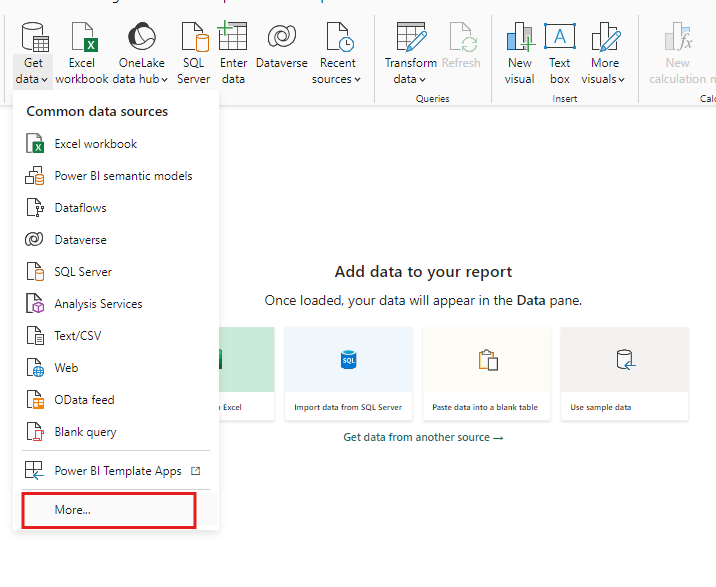 Get data
Excel workbook
OneLake data hub
SQL Server
Enter data
Dataverse
Recent sources
Transform data
Refresh
New visual
Text box
More visuals
New calculation
Queries
Insert
Common data sources
Excel workbook
Power BI semantic models
Dataflows
Dataverse
SQL Server
Analysis Services
Text/CSV
Web
OData feed
Blank query
Power BI Template Apps
More...
Add data to your report
Once loaded, your data will appear in the Data pane.
Excel
SQL
Import data from SQL Server
Paste data into a blank table
Use sample data
Get data from another source →